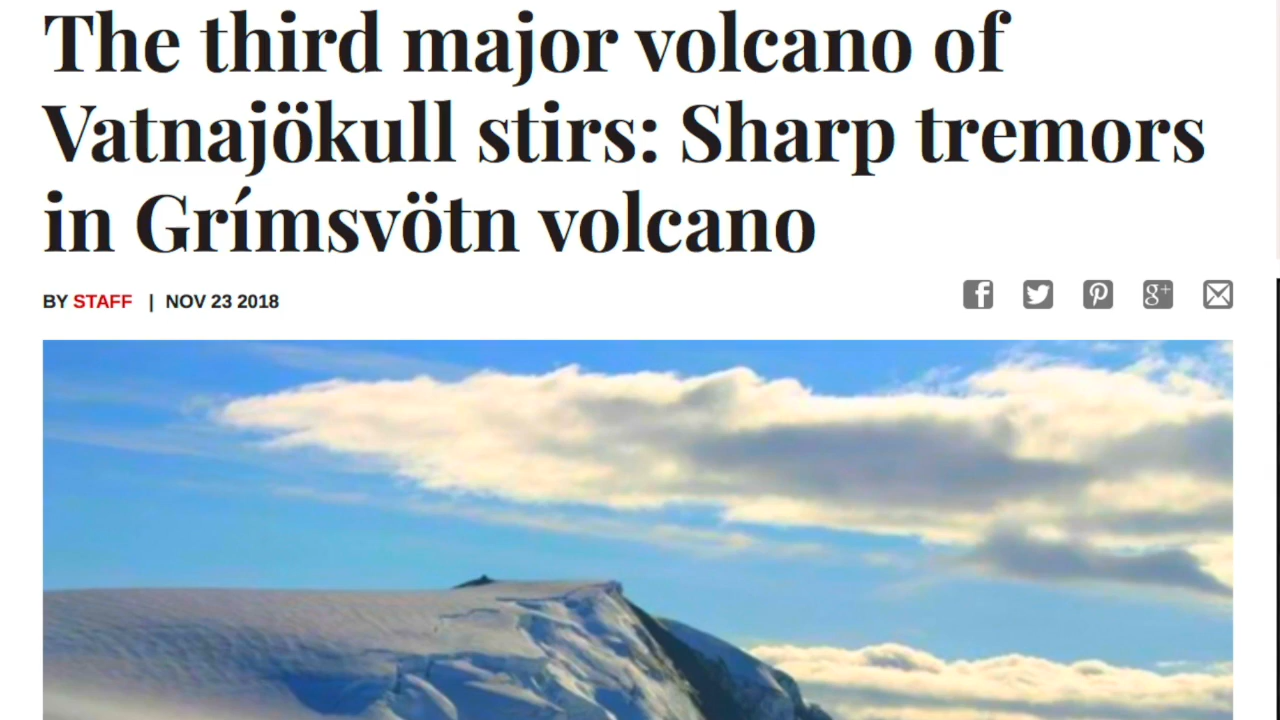 The third major volcano of
Vatnajökull stirs: Sharp tremors
in Grímsvötn volcano
BY STAFF | NOV 23 2018